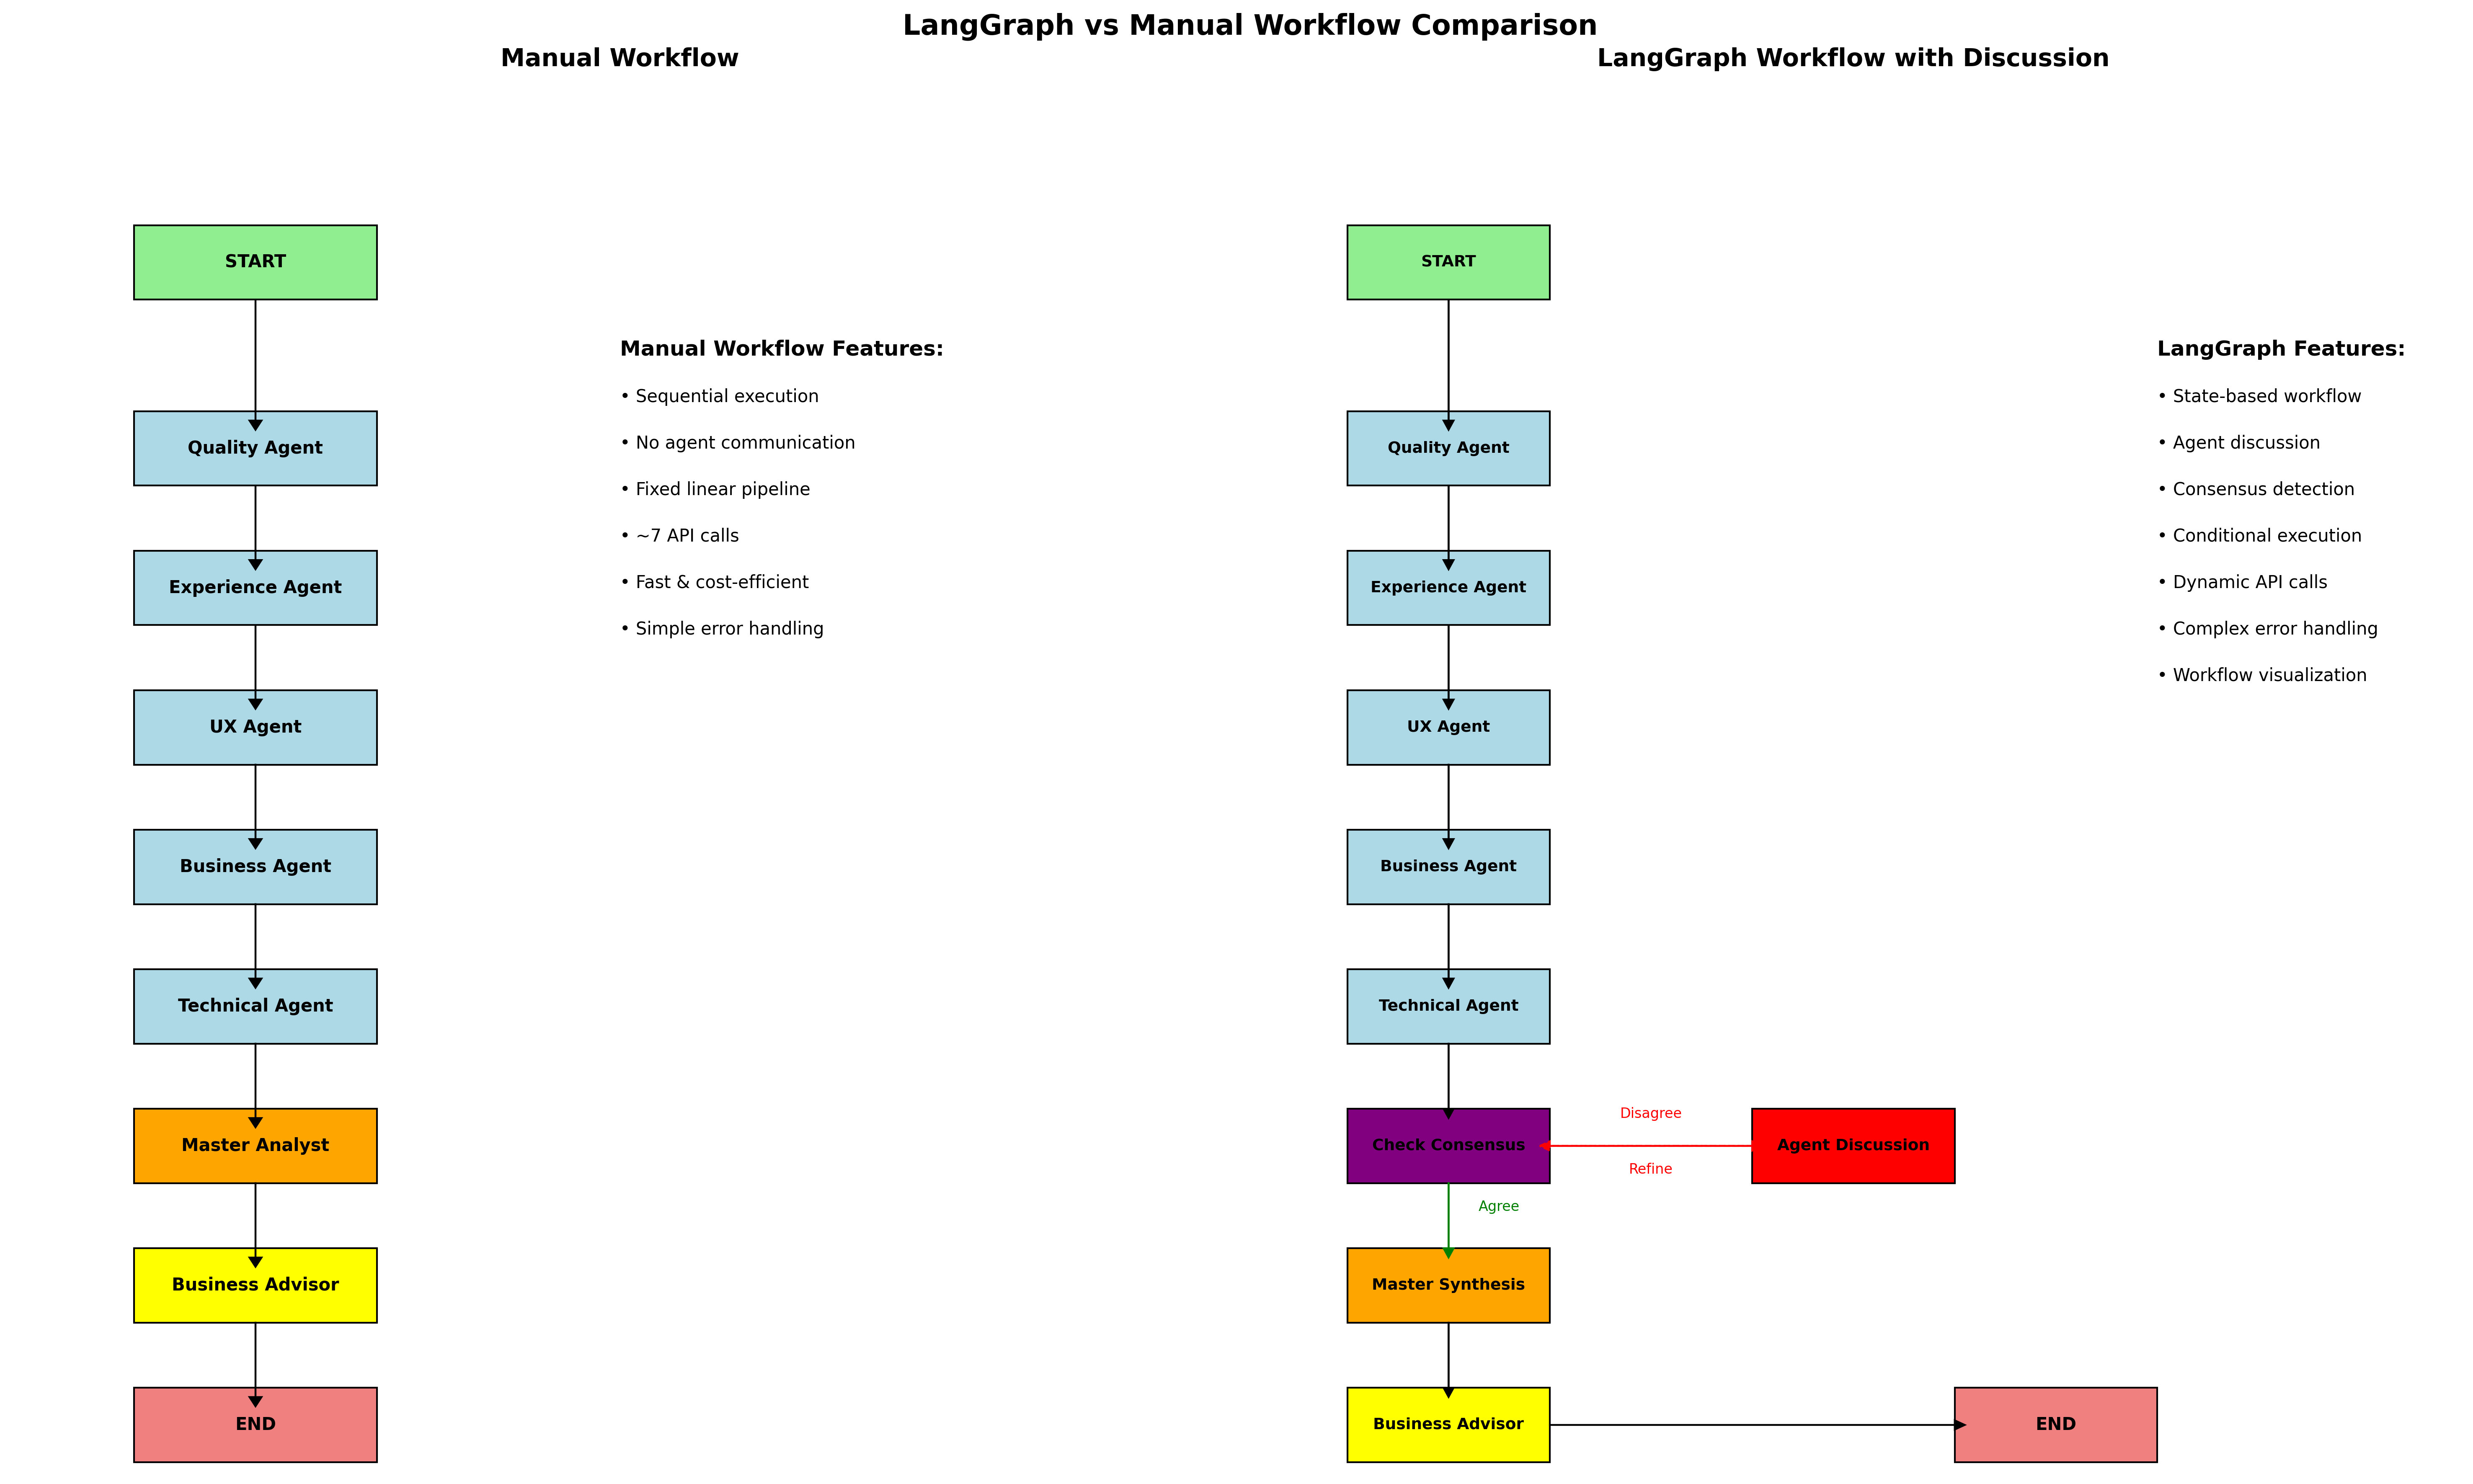 LangGraph vs Manual Workflow Comparison
Manual Workflow
START
Quality Agent
Experience Agent
UX Agent
Business Agent
Technical Agent
Master Analyst
Business Advisor
END
Manual Workflow Features:
• Sequential execution
• No agent communication
• Fixed linear pipeline
• ~7 API calls
• Fast & cost-efficient
• Simple error handling
LangGraph Workflow with Discussion
START
Quality Agent
Experience Agent
UX Agent
Business Agent
Technical Agent
Check Consensus
Disagree
Refine
Agent Discussion
Agree
Master Synthesis
Business Advisor
END
LangGraph Features:
• State-based workflow
• Agent discussion
• Consensus detection
• Conditional execution
• Dynamic API calls
• Complex error handling
• Workflow visualization